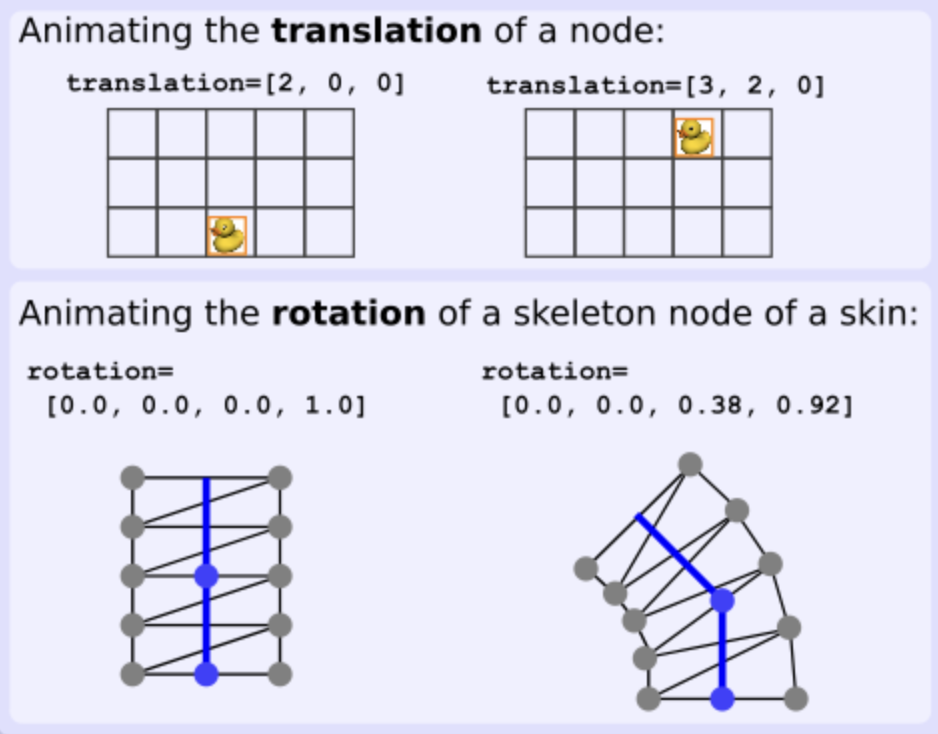 Animating the translation of a node:
translation=[2, 0, 0]
translation=[3, 2, 0]
Animating the rotation of a skeleton node of a skin:
rotation=
[0.0, 0.0, 0.0, 1.0]
rotation=
[0.0, 0.0, 0.38, 0.92]